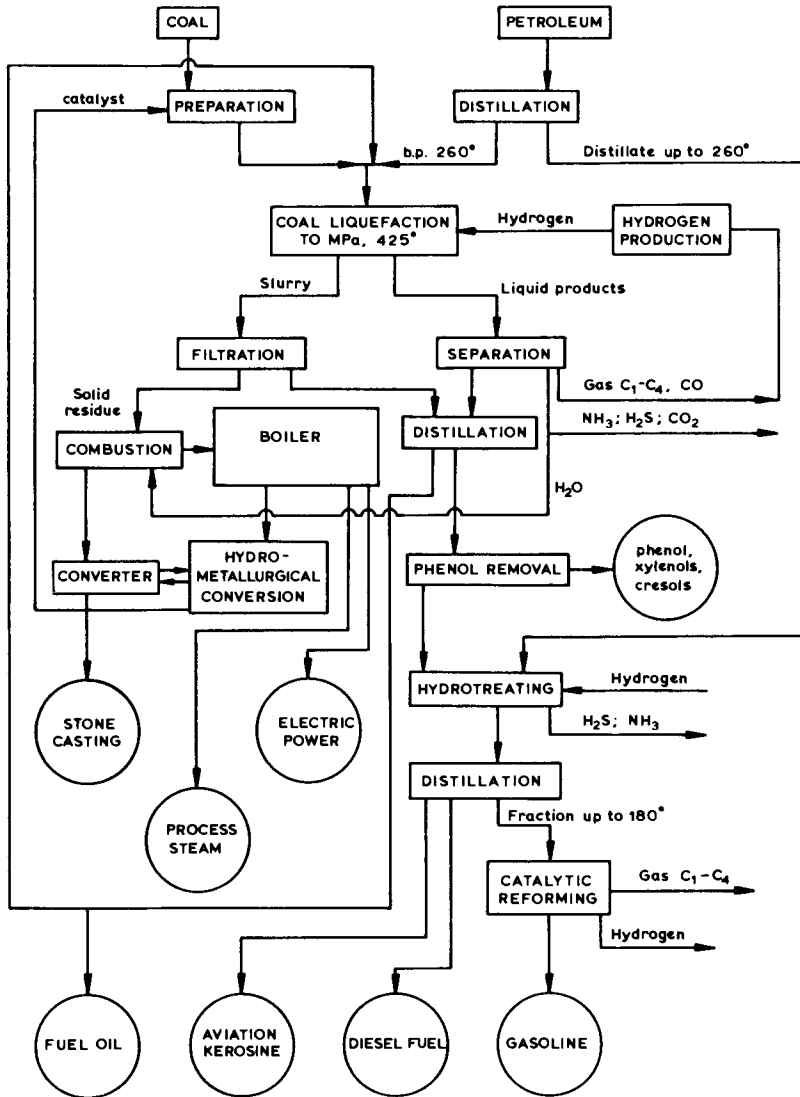 COAL
PETROLEUM
catalyst
PREPARATION
DISTILLATION
b.p. 260°
Distillate up to 260°
COAL LIQUEFACTION
TO MPa, 425°
Hydrogen
HYDROGEN
PRODUCTION
Slurry
Liquid products
FILTRATION
SEPARATION
Gas C₁-C₄, CO
Solid
residue
NH₃; H₂S; CO₂
COMBUSTION
BOILER
DISTILLATION
H₂O
CONVERTER
HYDRO-
METALLURGICAL
CONVERSION
PHENOL REMOVAL
phenol,
xylenols,
cresols
HYDROTREATING
Hydrogen
H₂S; NH₃
STONE
CASTING
ELECTRIC
POWER
DISTILLATION
Fraction up to 180°
PROCESS
STEAM
CATALYTIC
REFORMING
Gas C₁-C₄
Hydrogen
FUEL OIL
AVIATION
KEROSINE
DIESEL FUEL
GASOLINE